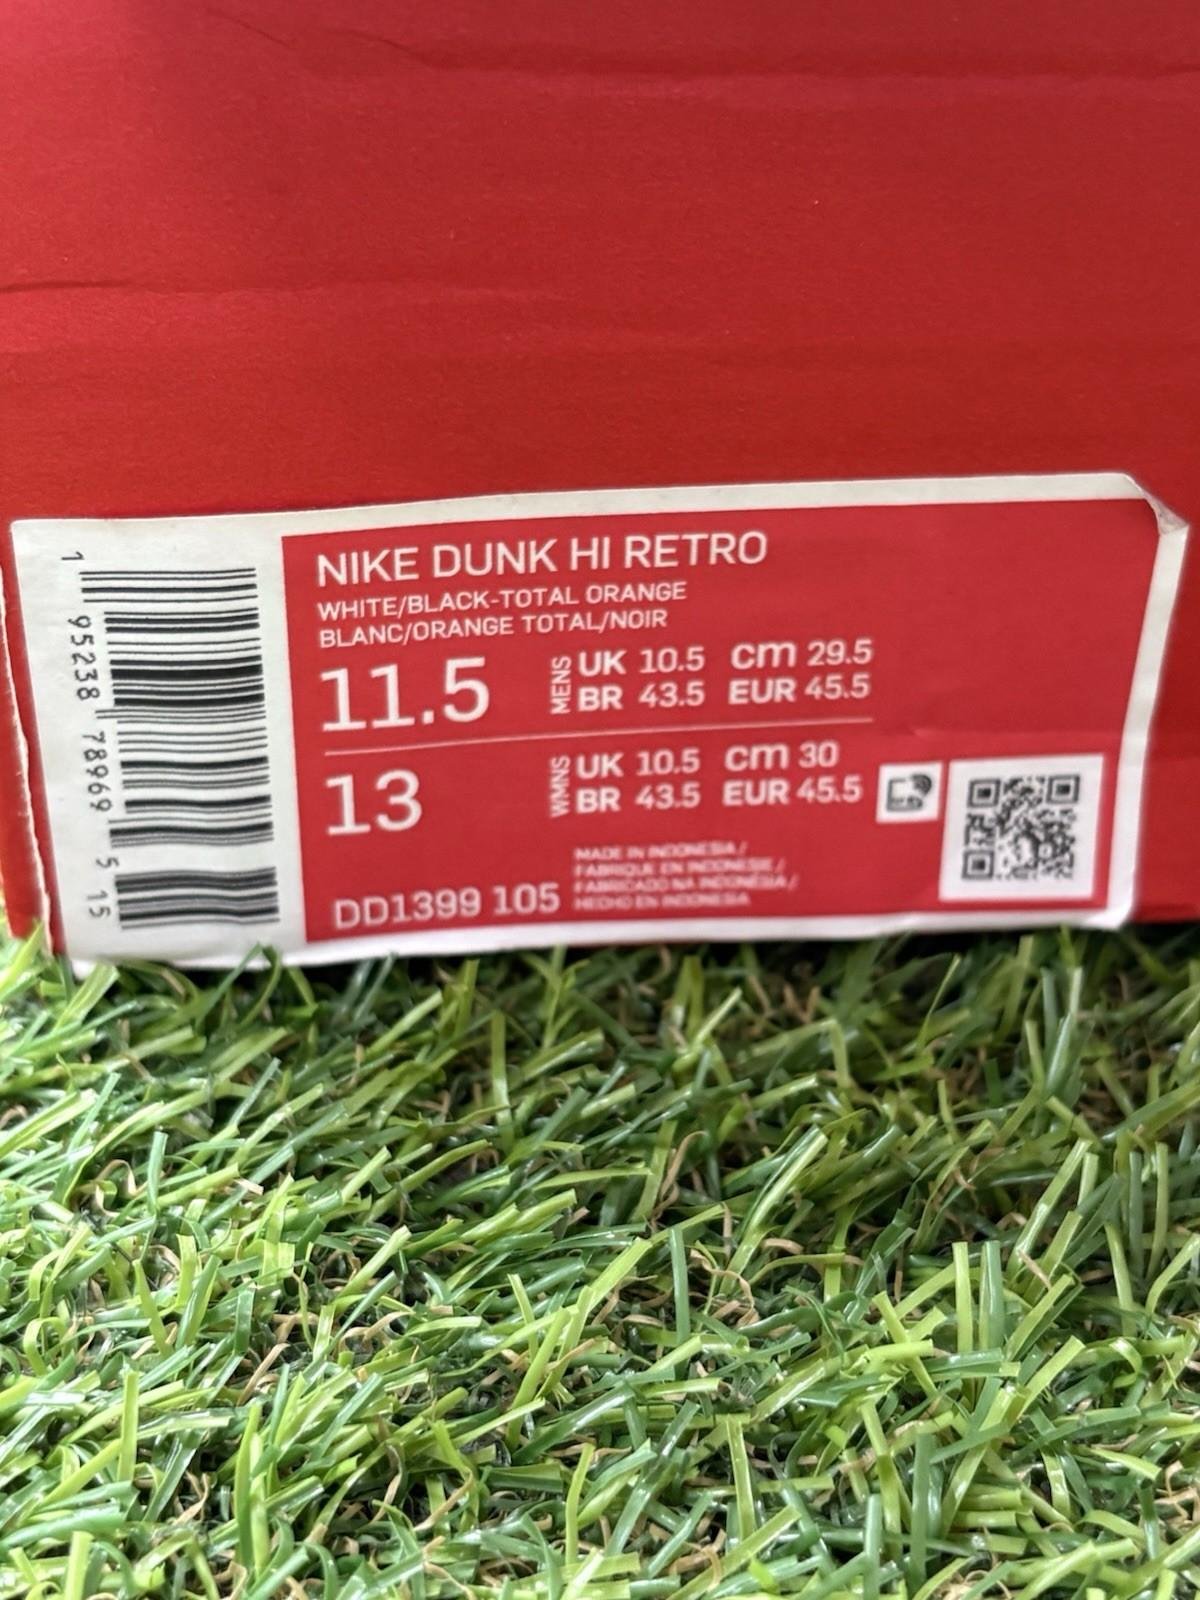 NIKE DUNK HI RETRO
WHITE/BLACK-TOTAL ORANGE
BLANC/ORANGE TOTAL/NOIR
11.5
MENS
UK 10.5 cm 29.5
BR 43.5 EUR 45.5
13
WMNS
UK 10.5 cm 30
BR 43.5 EUR 45.5
DD1399 105
MADE IN INDONESIA /
FABRIQUE EN INDONESIE /
FABRICADO NA INDONÉSIA /
HECHO EN INDONESIA
1 95238 78969 5 15